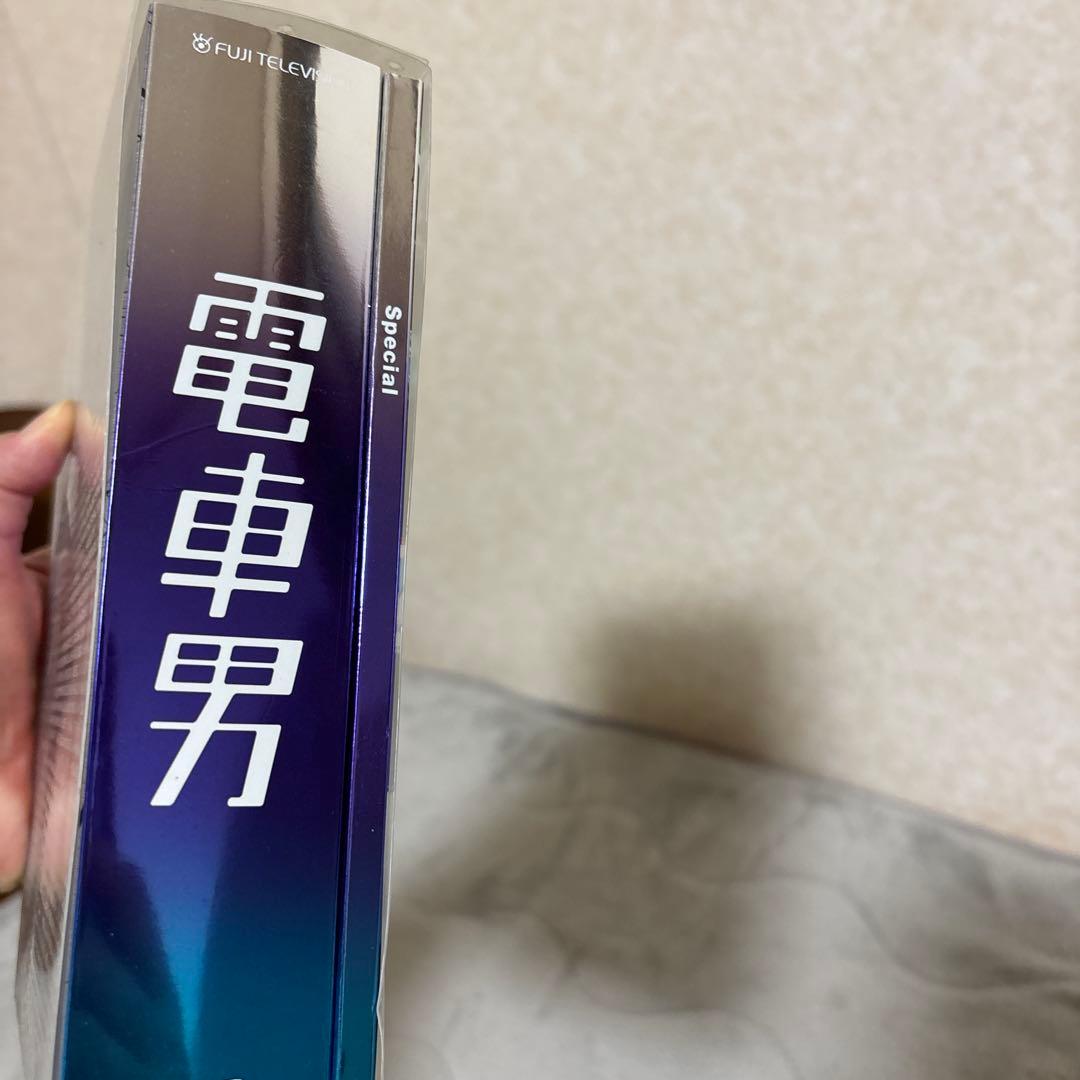 FUJI TELEVISION
電車男
Special